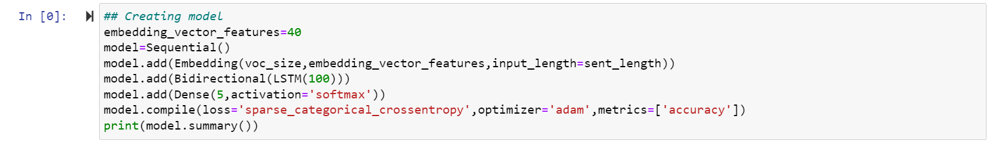 In [0]:
## Creating model
embedding_vector_features=40
model=Sequential()
model.add(Embedding(voc_size,embedding_vector_features,input_length=sent_length))
model.add(Bidirectional(LSTM(100)))
model.add(Dense(5,activation='softmax'))
model.compile(loss='sparse_categorical_crossentropy',optimizer='adam',metrics=['accuracy'])
print(model.summary())